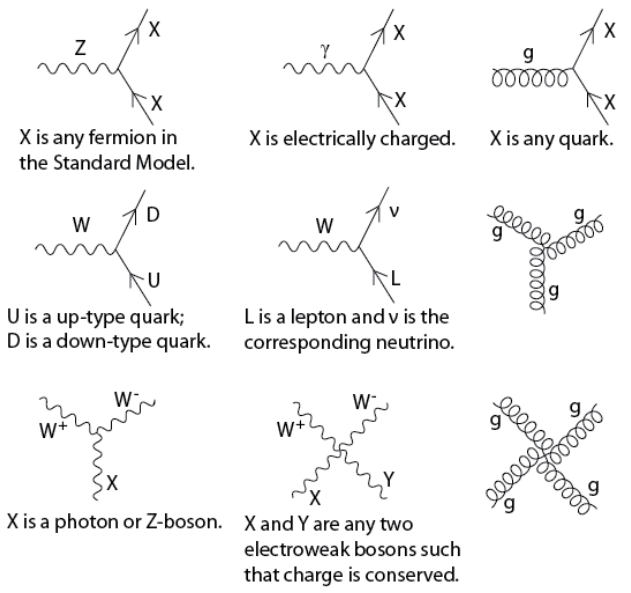 Z
X
X
X is any fermion in
the Standard Model.
γ
X
X
X is electrically charged.
g
X
X
X is any quark.
W
D
U
U is a up-type quark;
D is a down-type quark.
W
ν
L
L is a lepton and ν is the
corresponding neutrino.
g
g
g
W⁺
W⁻
X
X is a photon or Z-boson.
W⁺
W⁻
X
Y
X and Y are any two
electroweak bosons such
that charge is conserved.
g
g
g
g